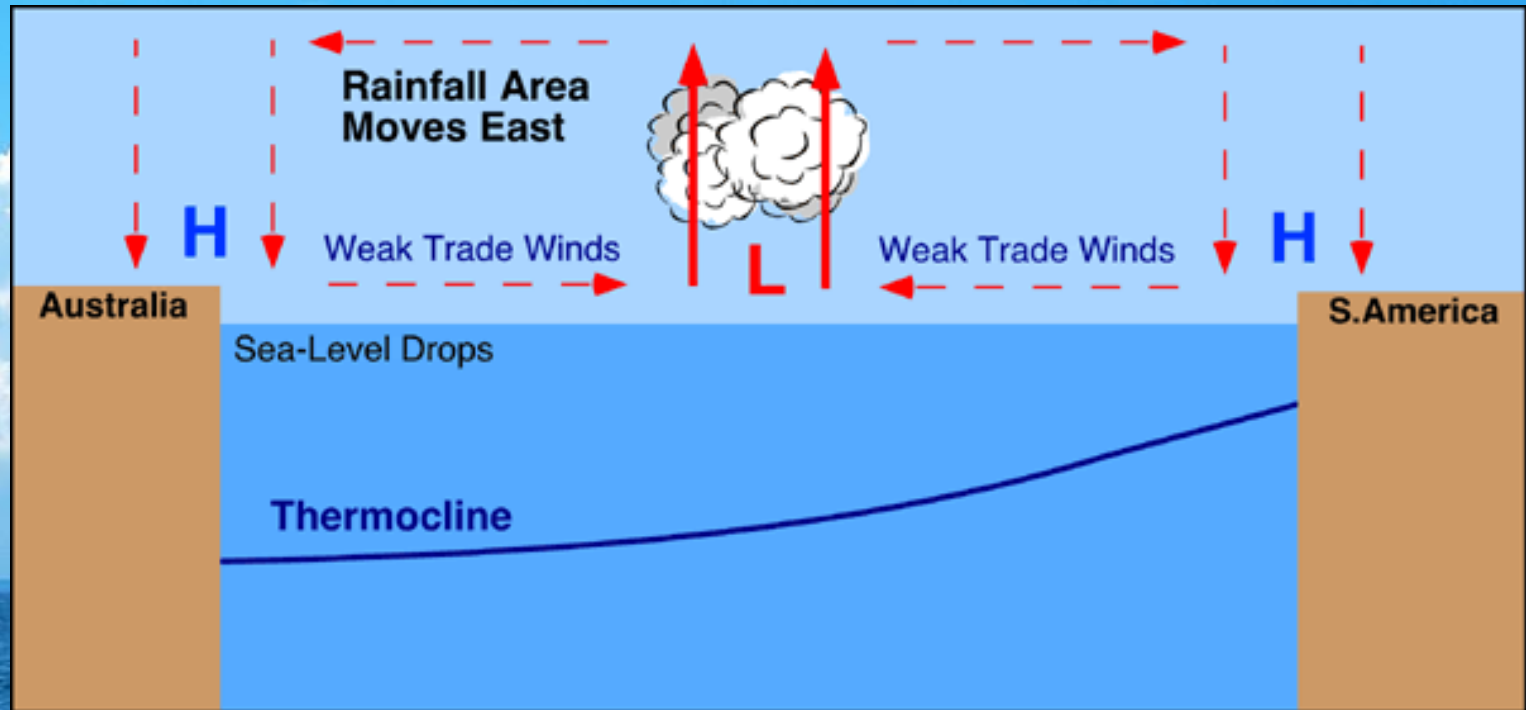 Rainfall Area
Moves East
H
Weak Trade Winds
L
Weak Trade Winds
H
Australia
S.America
Sea-Level Drops
Thermocline